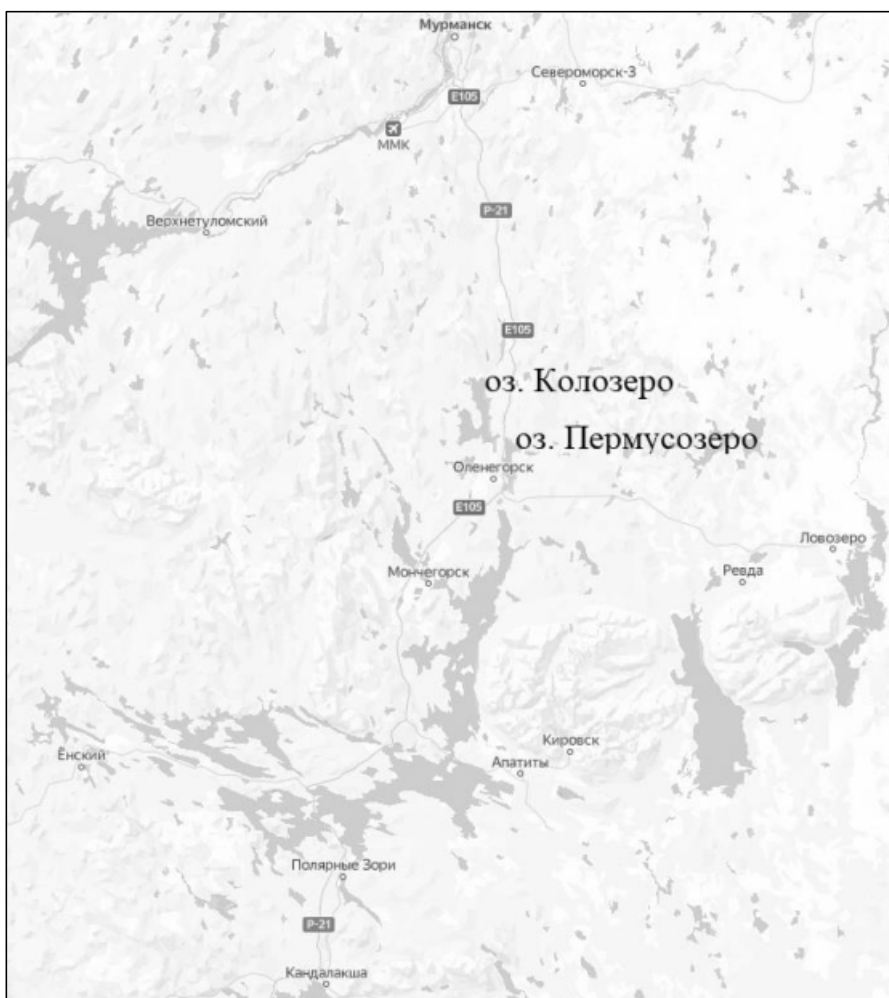 Мурманск
Североморск-3
E105
ММК
Р-21
Верхнетуломский
E105
оз. Колозеро
оз. Пермусозеро
Оленегорск
E105
Ловозеро
Мончегорск
Ревда
Кировск
Ёнский
Апатиты
Полярные Зори
Р-21
Кандалакша